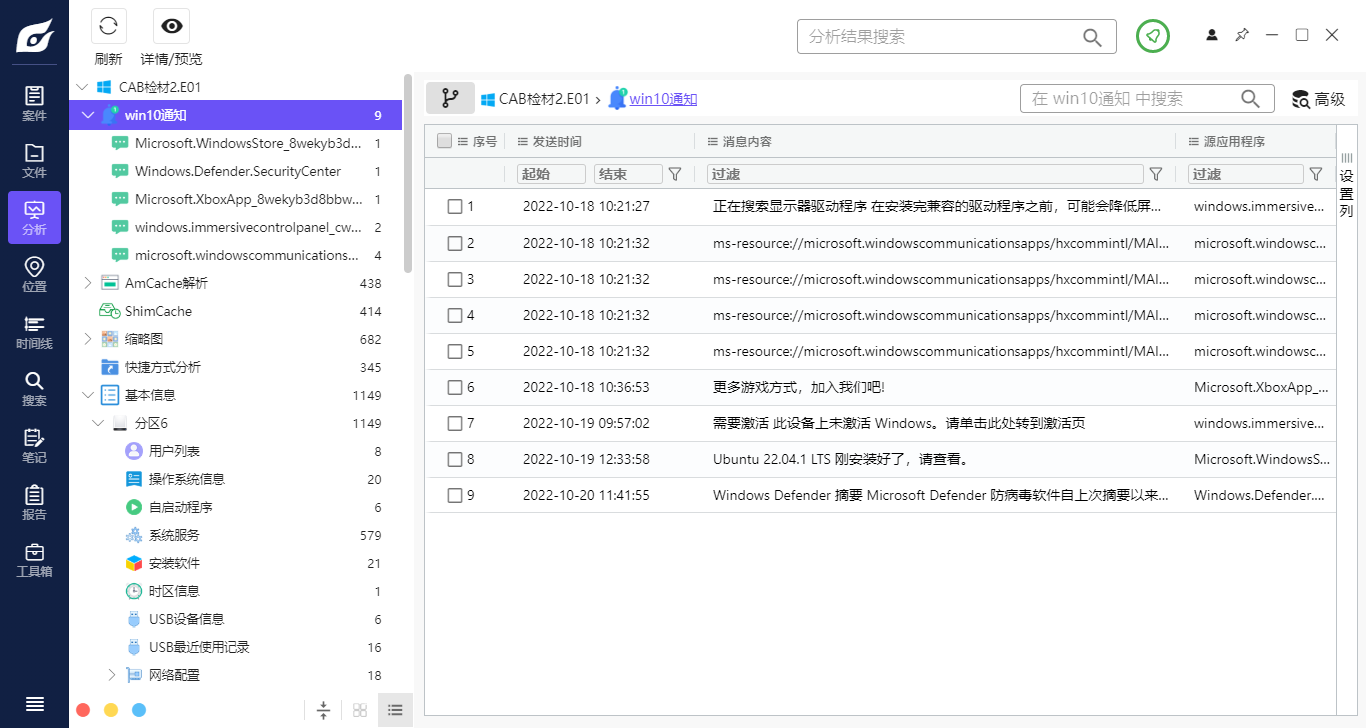 刷新
详情/预览
分析结果搜索
案件
文件
分析
位置
时间线
搜索
笔记
报告
工具箱
CAB检材2.E01
win10通知 9
Microsoft.WindowsStore_8wekyb3d... 1
Windows.Defender.SecurityCenter 1
Microsoft.XboxApp_8wekyb3d8bbw... 1
windows.immersivecontrolpanel_cw... 2
microsoft.windowscommunications... 4
AmCache解析 438
ShimCache 414
缩略图 682
快捷方式分析 345
基本信息 1149
分区6 1149
用户列表 8
操作系统信息 20
自启动程序 6
系统服务 579
安装软件 21
时区信息 1
USB设备信息 6
USB最近使用记录 16
网络配置 18
CAB检材2.E01 › win10通知
在 win10通知 中搜索
高级
序号 发送时间 消息内容 源应用程序
起始 结束 过滤 过滤
1 2022-10-18 10:21:27 正在搜索显示器驱动程序 在安装完兼容的驱动程序之前，可能会降低屏... windows.immersive...
2 2022-10-18 10:21:32 ms-resource://microsoft.windowscommunicationsapps/hxcommintl/MAI... microsoft.windowsc...
3 2022-10-18 10:21:32 ms-resource://microsoft.windowscommunicationsapps/hxcommintl/MAI... microsoft.windowsc...
4 2022-10-18 10:21:32 ms-resource://microsoft.windowscommunicationsapps/hxcommintl/MAI... microsoft.windowsc...
5 2022-10-18 10:21:32 ms-resource://microsoft.windowscommunicationsapps/hxcommintl/MAI... microsoft.windowsc...
6 2022-10-18 10:36:53 更多游戏方式，加入我们吧! Microsoft.XboxApp_...
7 2022-10-19 09:57:02 需要激活 此设备上未激活 Windows。请单击此处转到激活页 windows.immersive...
8 2022-10-19 12:33:58 Ubuntu 22.04.1 LTS 刚安装好了，请查看。 Microsoft.WindowsS...
9 2022-10-20 11:41:55 Windows Defender 摘要 Microsoft Defender 防病毒软件自上次摘要以来... Windows.Defender....
设置列